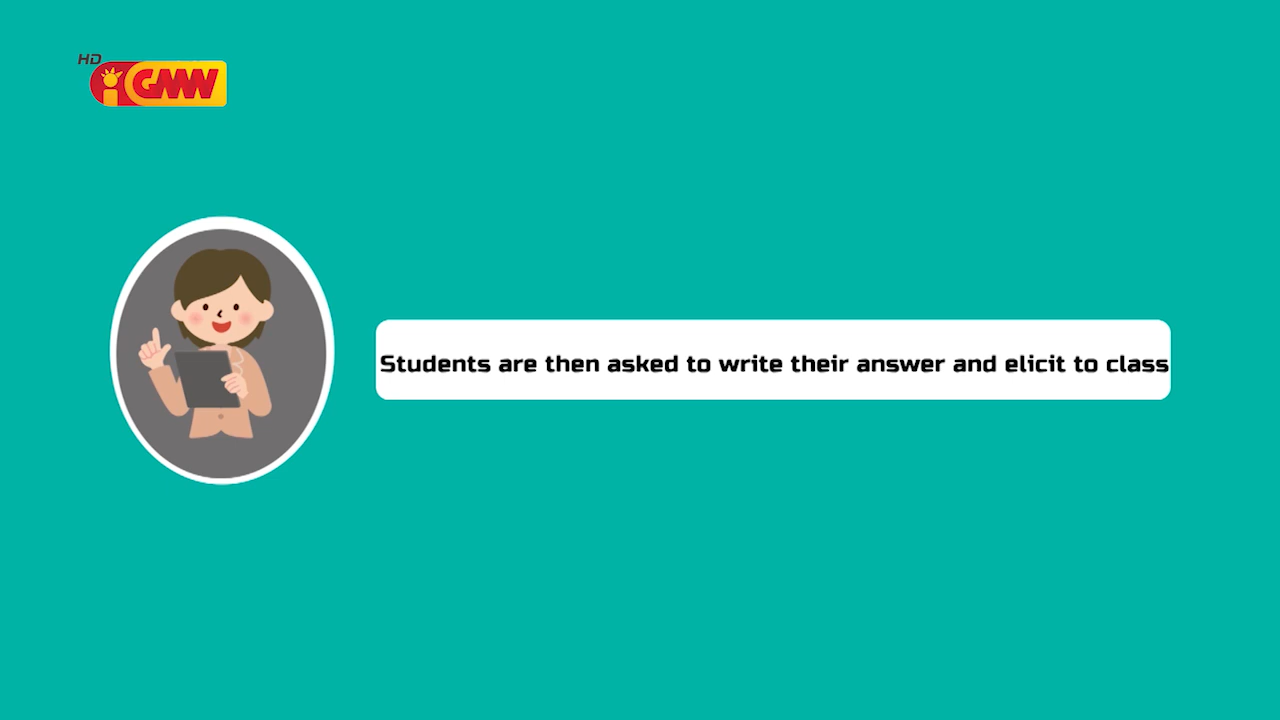 HD
iGMW
Students are then asked to write their answer and elicit to class